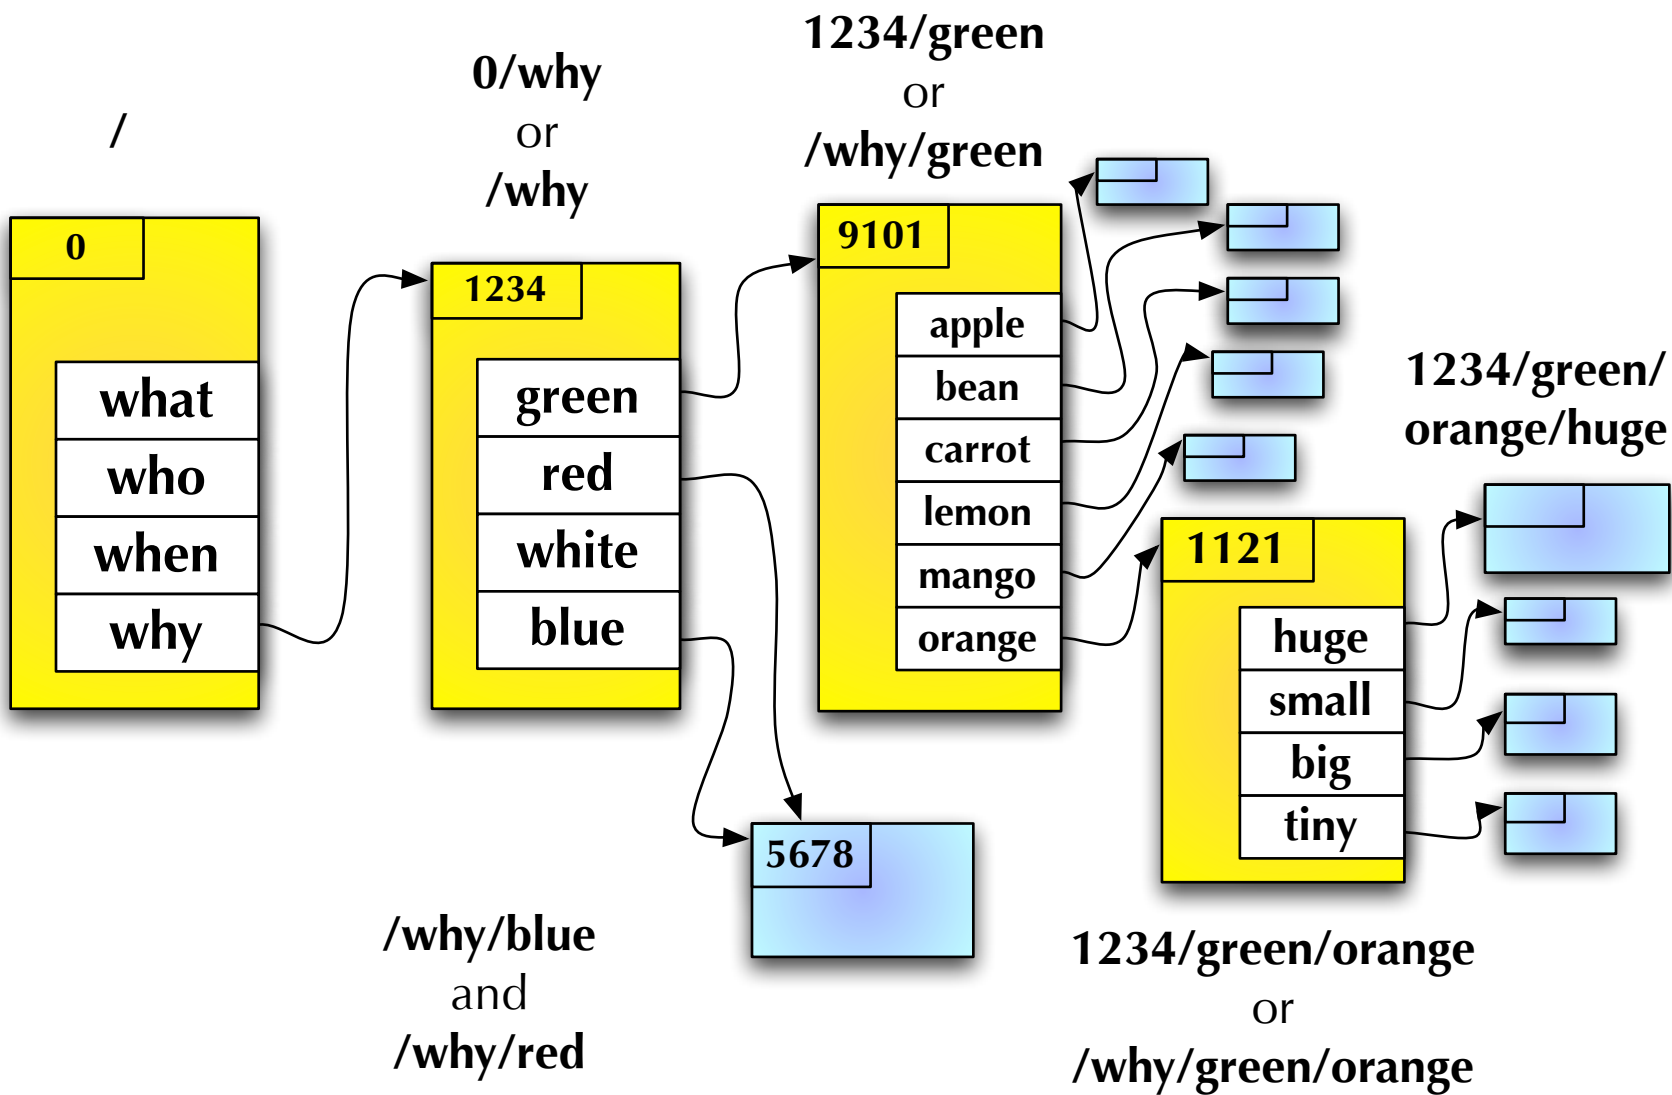 /
0/why
or
/why
1234/green
or
/why/green
0
what
who
when
why
1234
green
red
white
blue
9101
apple
bean
carrot
lemon
mango
orange
1234/green/
orange/huge
1121
huge
small
big
tiny
5678
/why/blue
and
/why/red
1234/green/orange
or
/why/green/orange